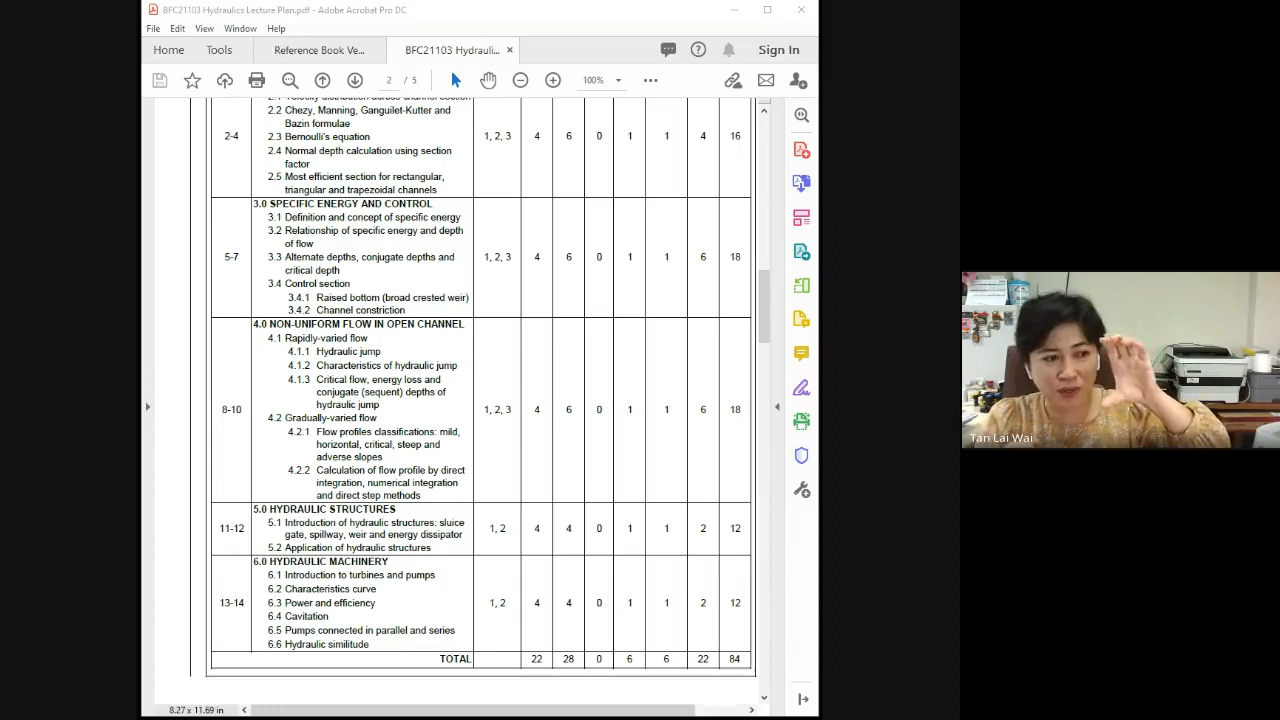 BFC21103 Hydraulics Lecture Plan.pdf - Adobe Acrobat Pro DC
File Edit View Window Help
Home Tools Reference Book Ve... BFC21103 Hydrauli... × Sign In
2 / 5 100%
2.1 Velocity distribution across channel section
2.2 Chezy, Manning, Ganguilet-Kutter and
Bazin formulae
2-4 2.3 Bernoulli's equation 1, 2, 3 4 6 0 1 1 4 16
2.4 Normal depth calculation using section
factor
2.5 Most efficient section for rectangular,
triangular and trapezoidal channels
3.0 SPECIFIC ENERGY AND CONTROL
3.1 Definition and concept of specific energy
3.2 Relationship of specific energy and depth
of flow
5-7 3.3 Alternate depths, conjugate depths and 1, 2, 3 4 6 0 1 1 6 18
critical depth
3.4 Control section
3.4.1 Raised bottom (broad crested weir)
3.4.2 Channel constriction
4.0 NON-UNIFORM FLOW IN OPEN CHANNEL
4.1 Rapidly-varied flow
4.1.1 Hydraulic jump
4.1.2 Characteristics of hydraulic jump
4.1.3 Critical flow, energy loss and
conjugate (sequent) depths of
hydraulic jump
8-10 1, 2, 3 4 6 0 1 1 6 18
4.2 Gradually-varied flow
4.2.1 Flow profiles classifications: mild,
horizontal, critical, steep and
adverse slopes
4.2.2 Calculation of flow profile by direct
integration, numerical integration
and direct step methods
5.0 HYDRAULIC STRUCTURES
11-12 5.1 Introduction of hydraulic structures: sluice 1, 2 4 4 0 1 1 2 12
gate, spillway, weir and energy dissipator
5.2 Application of hydraulic structures
6.0 HYDRAULIC MACHINERY
6.1 Introduction to turbines and pumps
6.2 Characteristics curve
13-14 6.3 Power and efficiency 1, 2 4 4 0 1 1 2 12
6.4 Cavitation
6.5 Pumps connected in parallel and series
6.6 Hydraulic similitude
TOTAL 22 28 0 6 6 22 84
8.27 x 11.69 in
Tan Lai Wai